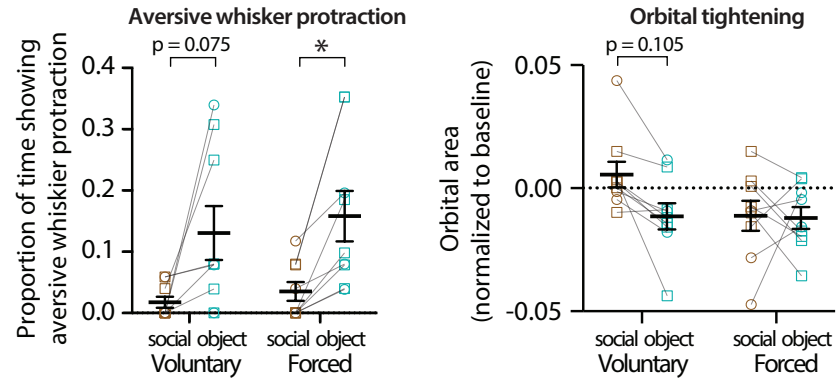 Aversive whisker protraction
p = 0.075
*
Proportion of time showing
aversive whiskier protraction
0.4
0.3
0.2
0.1
0.0
social object social object
Voluntary Forced
Orbital tightening
p = 0.105
Orbital area
(normalized to baseline)
0.05
0.00
-0.05
social object social object
Voluntary Forced